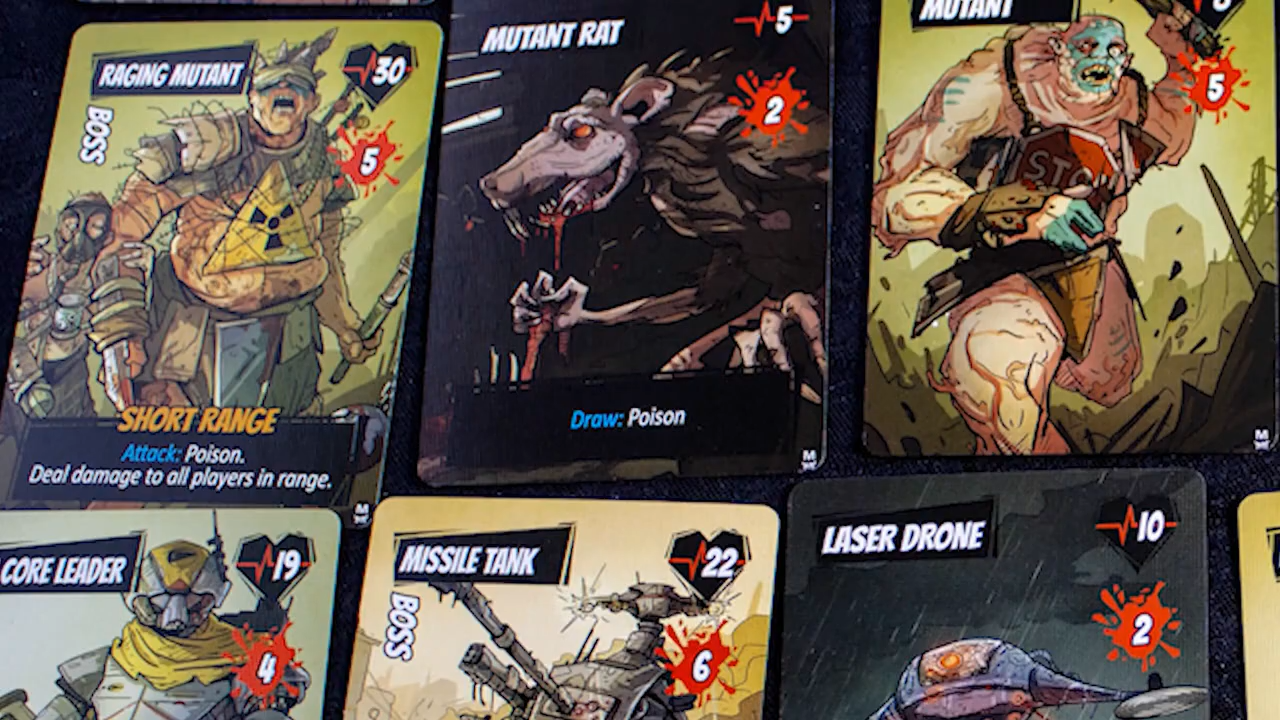 RAGING MUTANT
30
BOSS
5
SHORT RANGE
Attack: Poison.
Deal damage to all players in range.
M
MUTANT RAT
5
2
Draw: Poison
M
MUTANT
5
STO
M
CORE LEADER
19
4
MISSILE TANK
22
BOSS
6
LASER DRONE
10
2